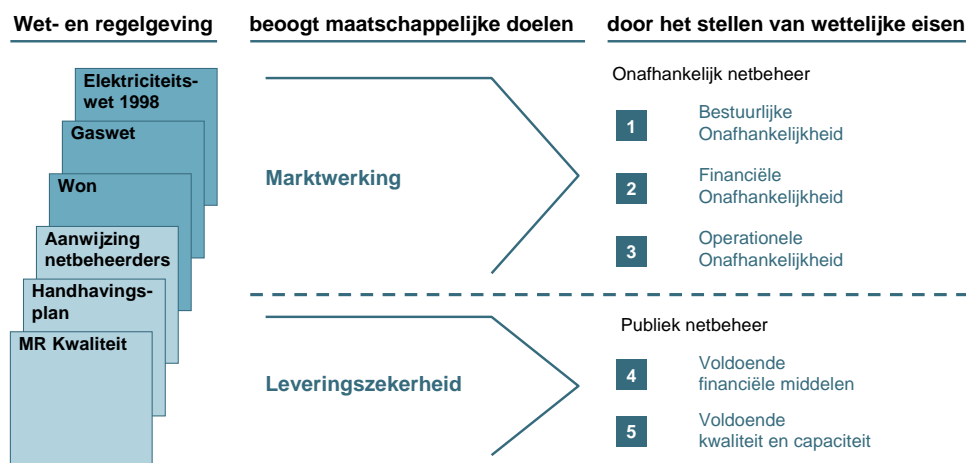 Wet- en regelgeving
beoogt maatschappelijke doelen
door het stellen van wettelijke eisen
Elektriciteits-
wet 1998
Gaswet
Won
Aanwijzing
netbeheerders
Handhavings-
plan
MR Kwaliteit
Marktwerking
Leveringszekerheid
Onafhankelijk netbeheer
1
Bestuurlijke
Onafhankelijkheid
2
Financiële
Onafhankelijkheid
3
Operationele
Onafhankelijkheid
Publiek netbeheer
4
Voldoende
financiële middelen
5
Voldoende
kwaliteit en capaciteit